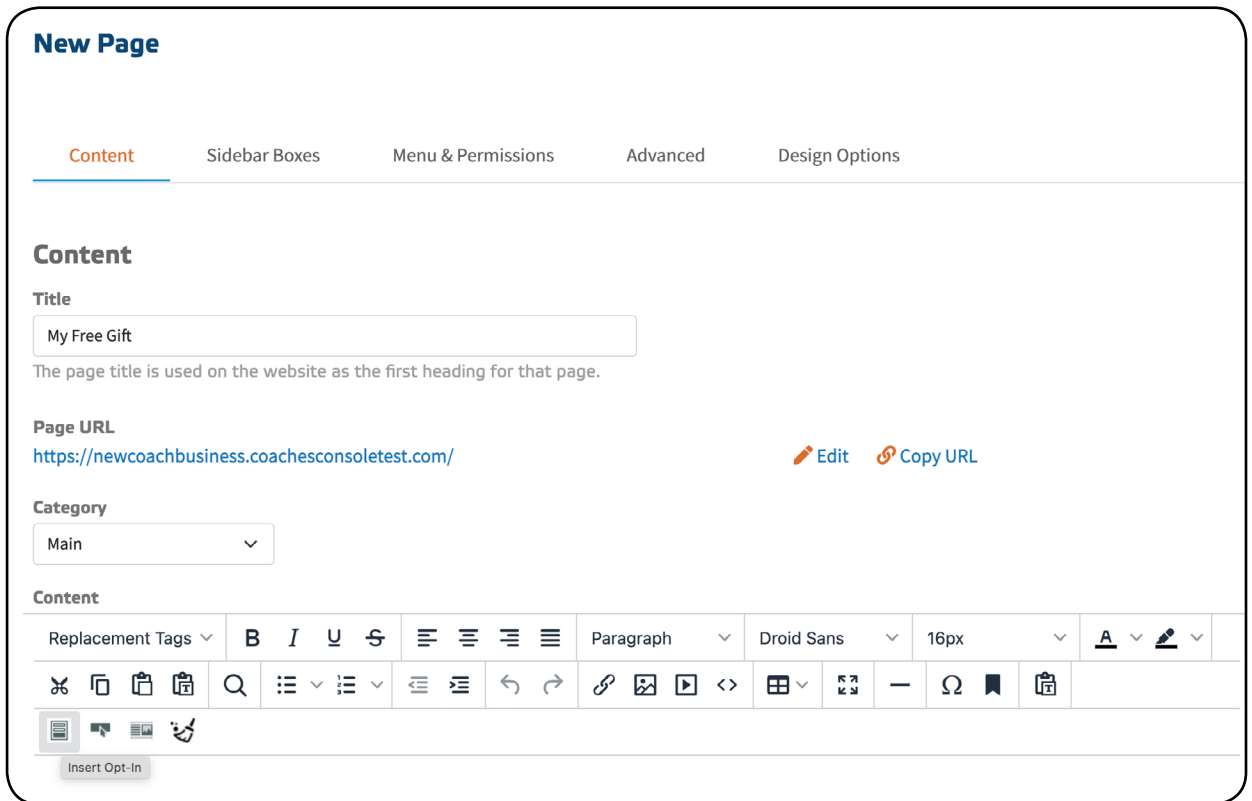 New Page
Content Sidebar Boxes Menu & Permissions Advanced Design Options
Content
Title
My Free Gift
The page title is used on the website as the first heading for that page.
Page URL
https://newcoachbusiness.coachesconsoletest.com/ Edit Copy URL
Category
Main
Content
Replacement Tags B I U S Paragraph Droid Sans 16px A
Ω
Insert Opt-In